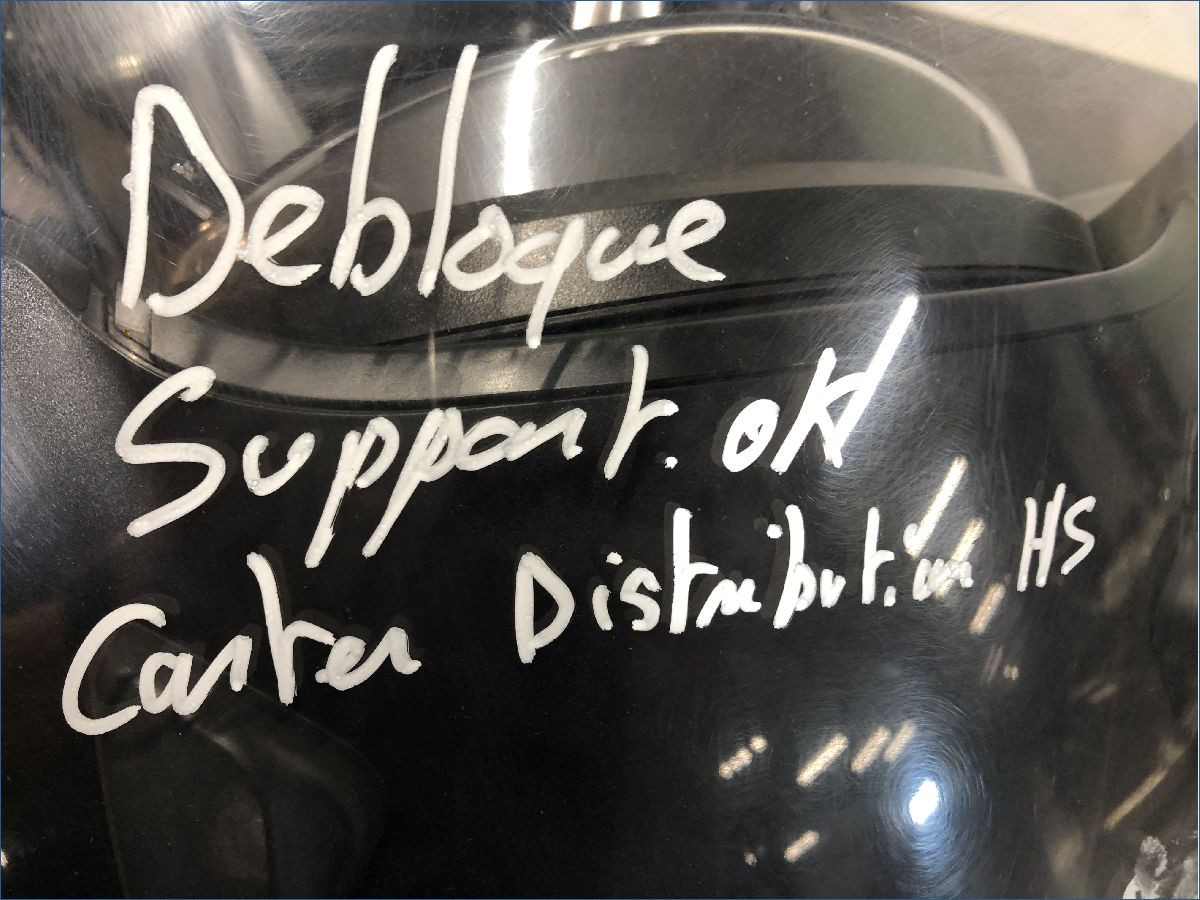 Debloque
Support. OK
Carter Distribution HS